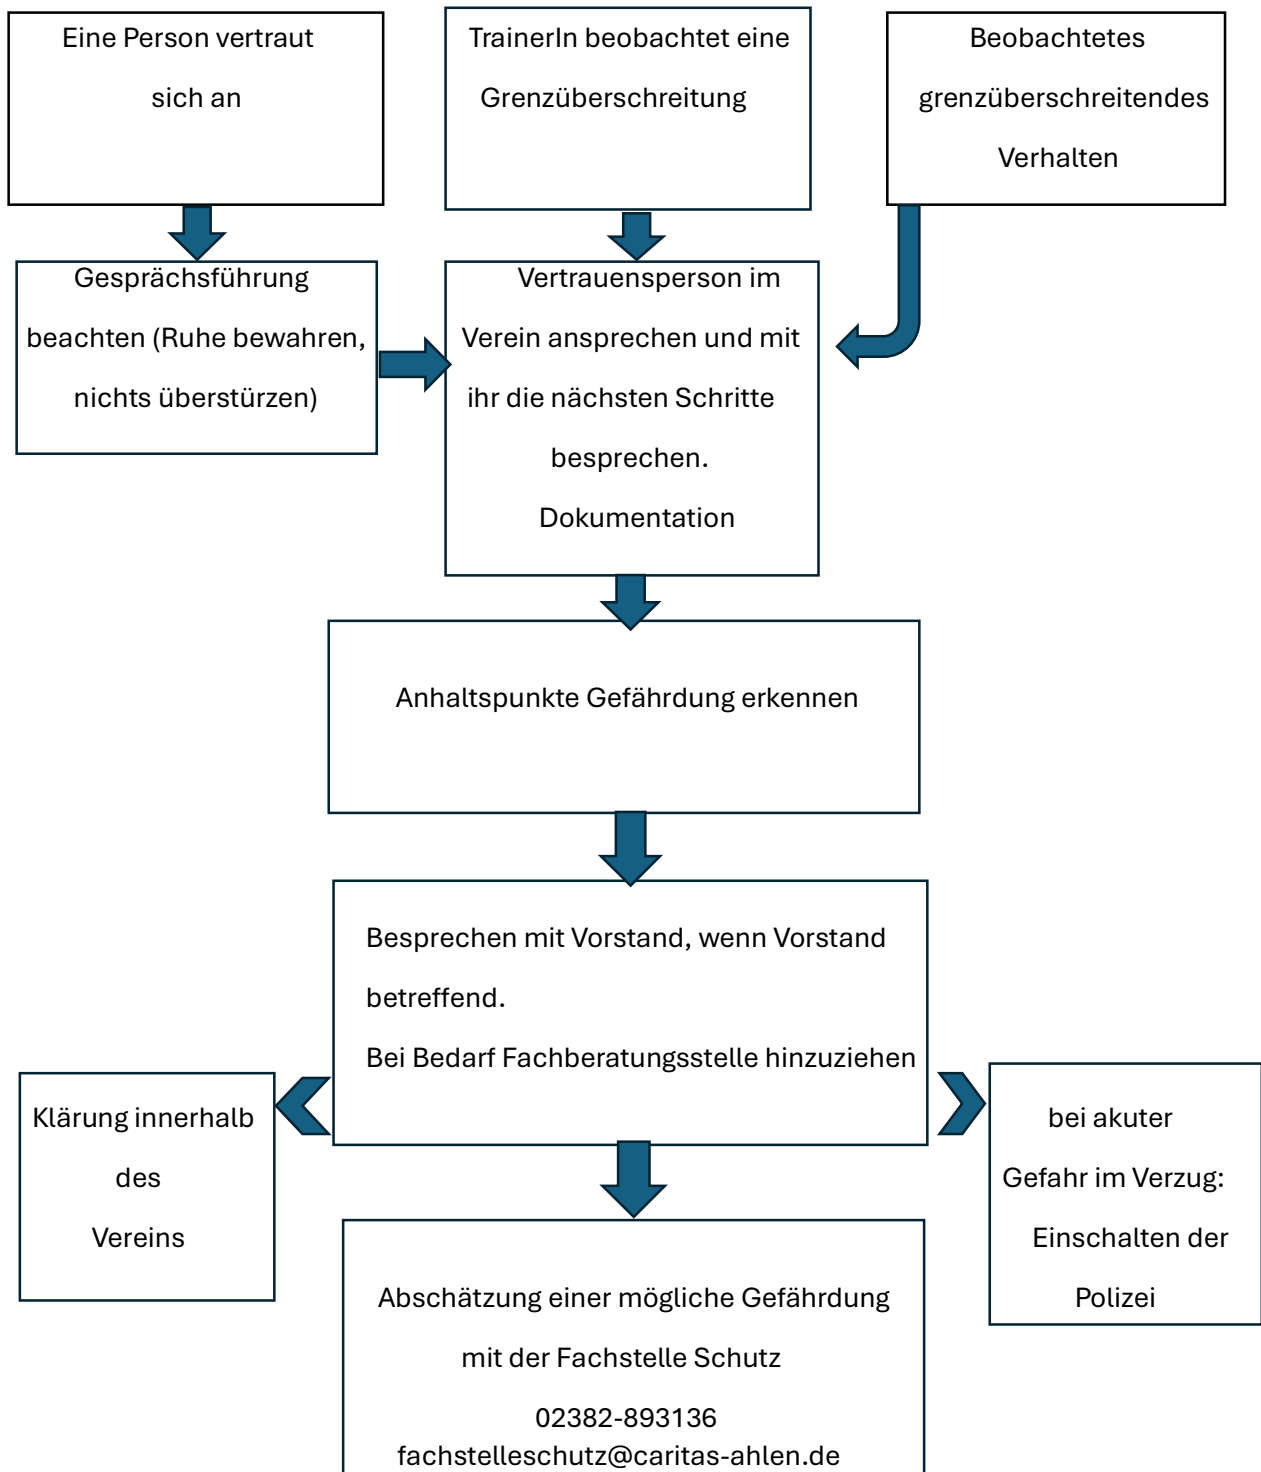 Eine Person vertraut
sich an
TrainerIn beobachtet eine
Grenzüberschreitung
Beobachtetes
grenzüberschreitendes
Verhalten
Gesprächsführung
beachten (Ruhe bewahren,
nichts überstürzen)
Vertrauensperson im
Verein ansprechen und mit
ihr die nächsten Schritte
besprechen.
Dokumentation
Anhaltspunkte Gefährdung erkennen
Besprechen mit Vorstand, wenn Vorstand
betreffend.
Bei Bedarf Fachberatungsstelle hinzuziehen
Klärung innerhalb
des
Vereins
bei akuter
Gefahr im Verzug:
Einschalten der
Polizei
Abschätzung einer mögliche Gefährdung
mit der Fachstelle Schutz
02382-893136
fachstelleschutz@caritas-ahlen.de